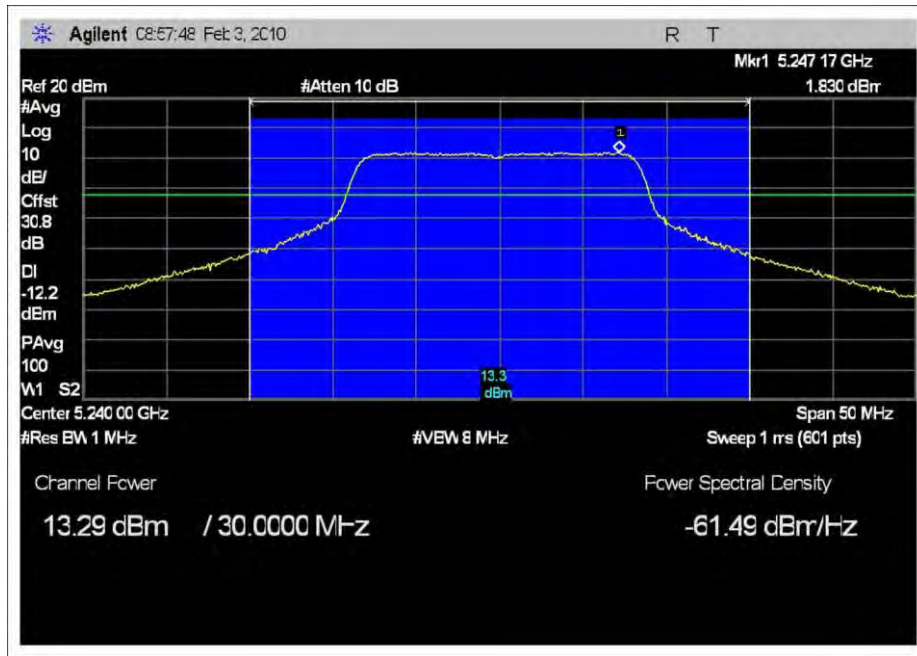 Agilent 08:57:48 Feb 3, 2010 R T
Mkr1 5.247 17 GHz
Ref 20 dBm #Atten 10 dB 1.830 dBm
#Avg
Log
10
dB/
Offst
30.8
dB
DI
-12.2
dBm
PAvg
100
W1 S2
1
13.3
dBm
Center 5.240 00 GHz Span 50 MHz
#Res BW 1 MHz #VBW 8 MHz Sweep 1 ms (601 pts)
Channel Power Power Spectral Density
13.29 dBm / 30.0000 MHz -61.49 dBm/Hz